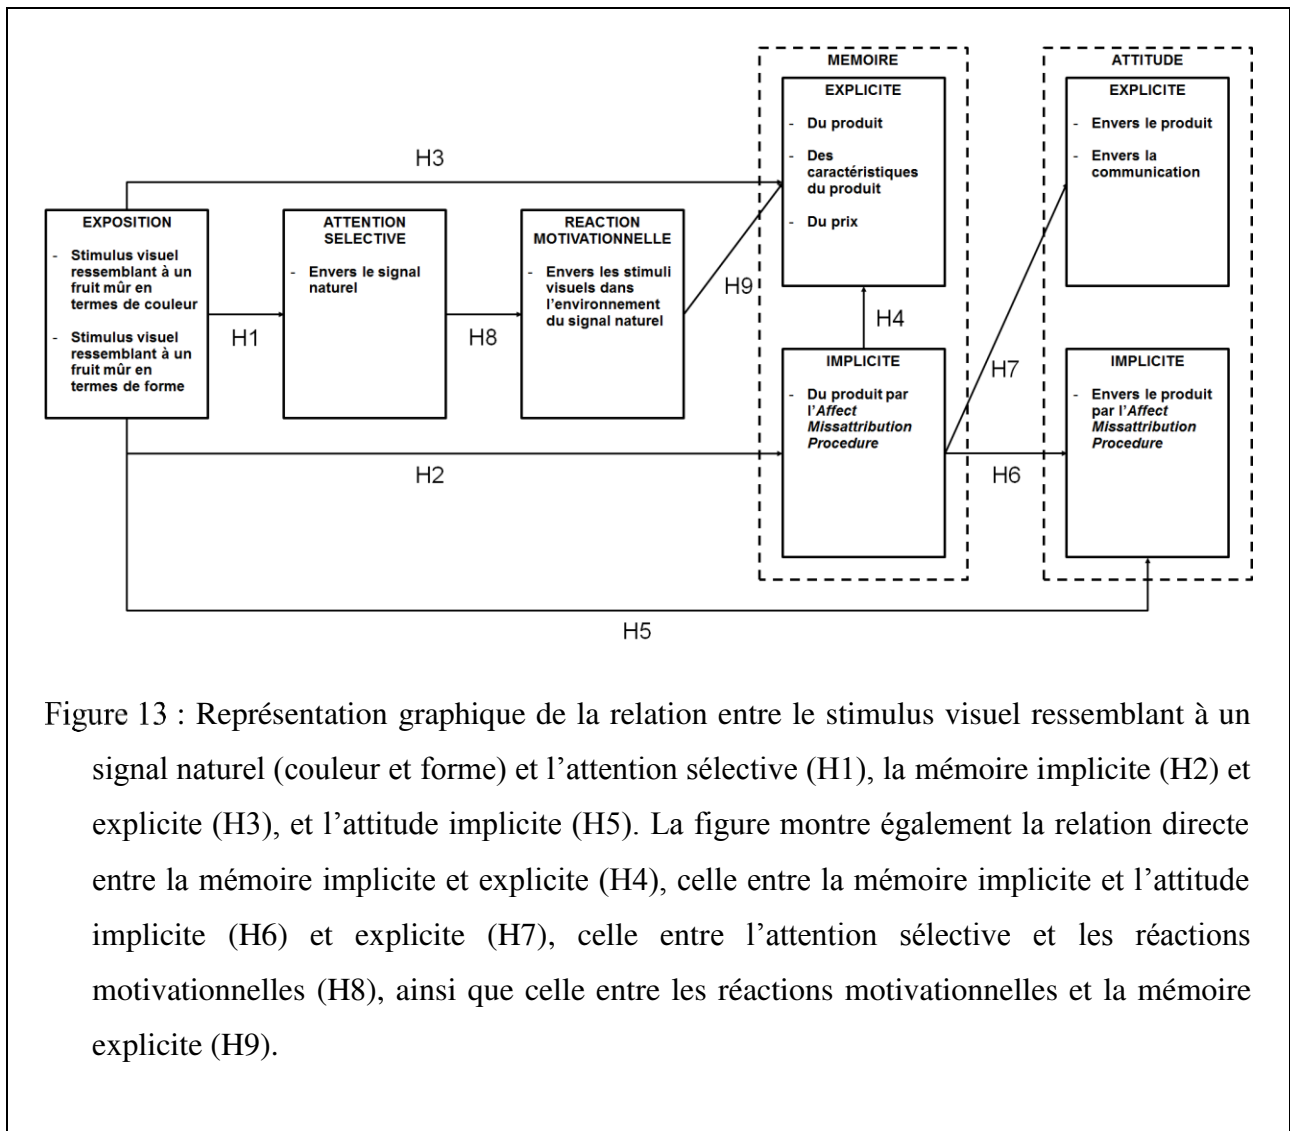 MEMOIRE
ATTITUDE
EXPLICITE
- Du produit
- Des
caractéristiques
du produit
- Du prix
EXPLICITE
- Envers le produit
- Envers la
communication
H3
EXPOSITION
- Stimulus visuel
ressemblant à un
fruit mûr en
termes de couleur
- Stimulus visuel
ressemblant à un
fruit mûr en
termes de forme
H1
ATTENTION
SELECTIVE
- Envers le signal
naturel
H8
REACTION
MOTIVATIONNELLE
- Envers les stimuli
visuels dans
l'environnement
du signal naturel
H9
H4
H7
IMPLICITE
- Du produit par
l'Affect
Missattribution
Procedure
H6
IMPLICITE
- Envers le produit
par l'Affect
Missattribution
Procedure
H2
H5
Figure 13 : Représentation graphique de la relation entre le stimulus visuel ressemblant à un
signal naturel (couleur et forme) et l'attention sélective (H1), la mémoire implicite (H2) et
explicite (H3), et l'attitude implicite (H5). La figure montre également la relation directe
entre la mémoire implicite et explicite (H4), celle entre la mémoire implicite et l'attitude
implicite (H6) et explicite (H7), celle entre l'attention sélective et les réactions
motivationnelles (H8), ainsi que celle entre les réactions motivationnelles et la mémoire
explicite (H9).